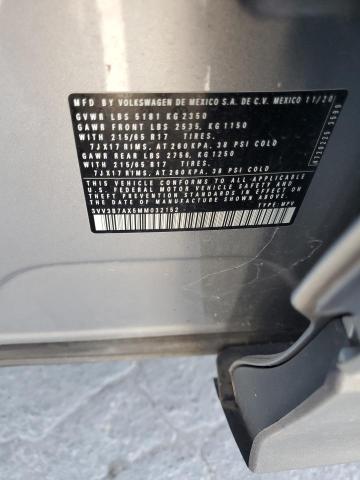 MFD BY VOLKSWAGEN DE MEXICO S.A. DE C.V. MEXICO 11/20
GVWR LBS 5181 KG 2350
GAWR FRONT LBS 2535, KG 1150
WITH 215/65 R17 TIRES.
7JX17 RIMS, AT 260 KPA, 38 PSI COLD
GAWR REAR LBS 2756, KG 1250
WITH 215/65 R17 TIRES.
7JX17 RIMS, AT 260 KPA, 38 PSI COLD
THIS VEHICLE CONFORMS TO ALL APPLICABLE
FEDERAL MOTOR VEHICLE SAFETY AND
THEFT PREVENTION STANDARDS IN EFFECT
ON THE DATE OF MANUFACTURE SHOWN ABOVE.
3VV3B7AX5MM032152
TYPE: MPV